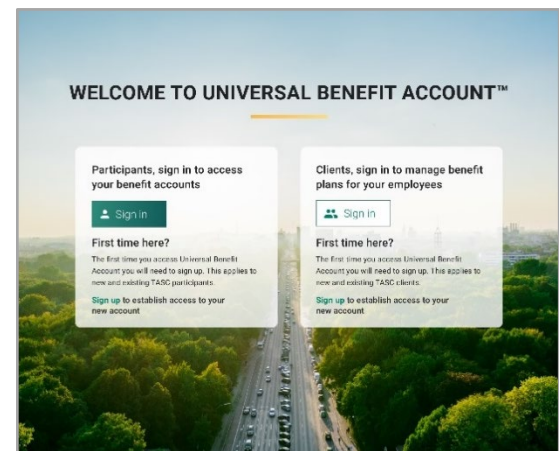 WELCOME TO UNIVERSAL BENEFIT ACCOUNT™
Participants, sign in to access
your benefit accounts
Sign in
First time here?
The first time you access Universal Benefit
Account you will need to sign up. This applies to
new and existing TASC participants.
Sign up to establish access to your
new account
Clients, sign in to manage benefit
plans for your employees
Sign in
First time here?
The first time you access Universal Benefit
Account you will need to sign up. This applies to
new and existing TASC clients.
Sign up to establish access to your
new account